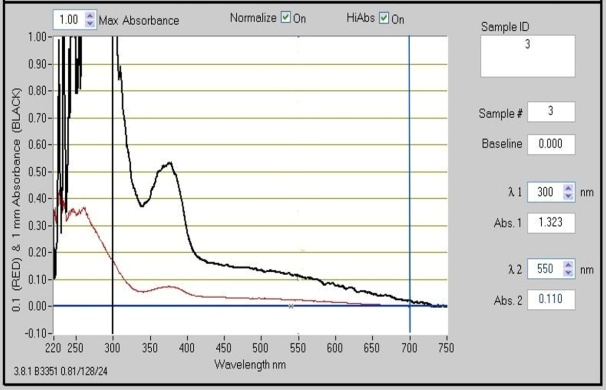 1.00 Max Absorbance Normalize On HiAbs On
Sample ID
3
Sample # 3
Baseline 0.000
λ 1 300 nm
Abs. 1 1.323
λ 2 550 nm
Abs. 2 0.110
0.1 (RED) & 1 mm Absorbance (BLACK)
1.00
0.90
0.80
0.70
0.60
0.50
0.40
0.30
0.20
0.10
0.00
-0.10
220 250 300 350 400 450 500 550 600 650 700 750
Wavelength nm
3.8.1 B3351 0.81/128/24